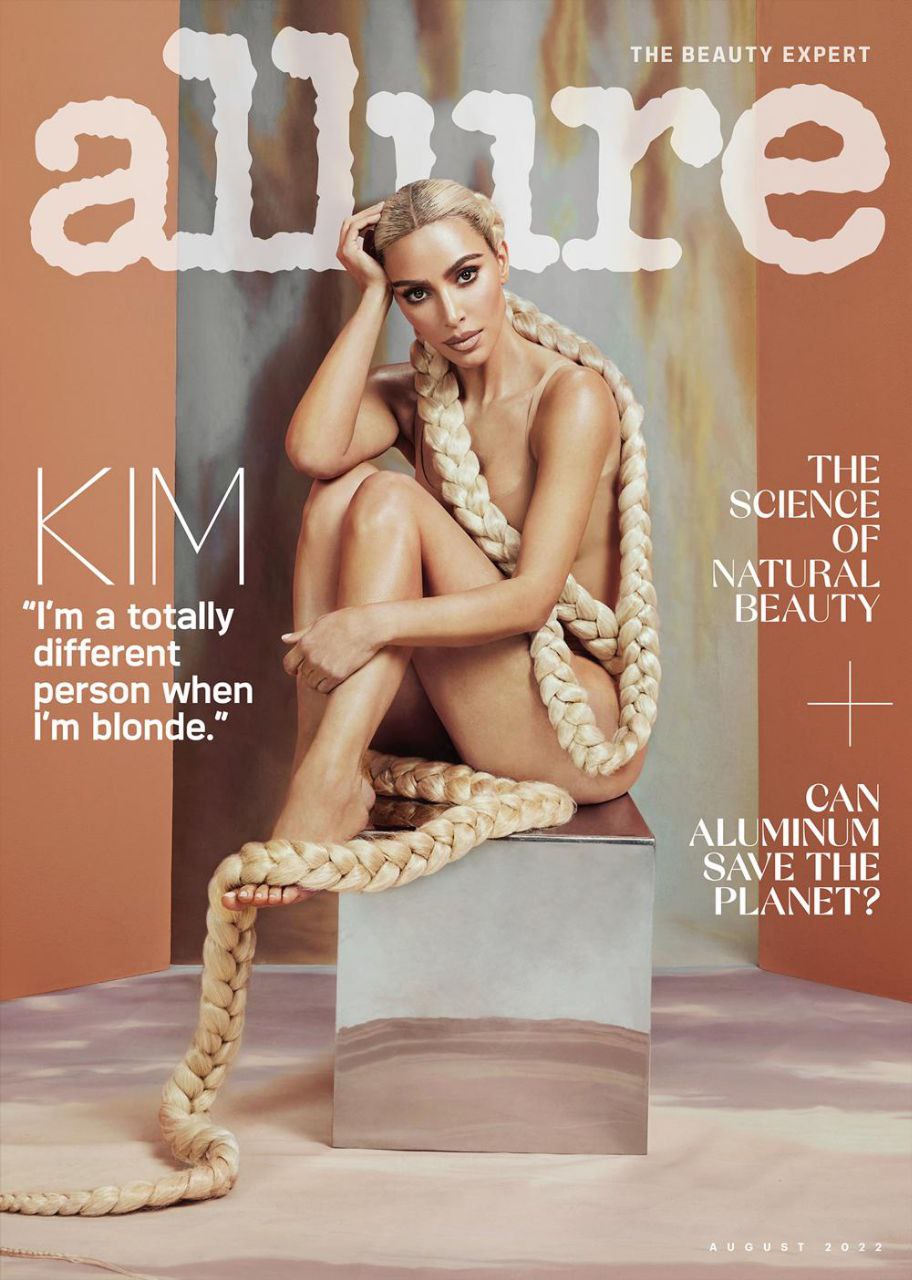 THE BEAUTY EXPERT
allure
KIM
“I’m a totally
different
person when
I’m blonde.”
THE
SCIENCE
OF
NATURAL
BEAUTY
CAN
ALUMINUM
SAVE THE
PLANET?
AUGUST 2022